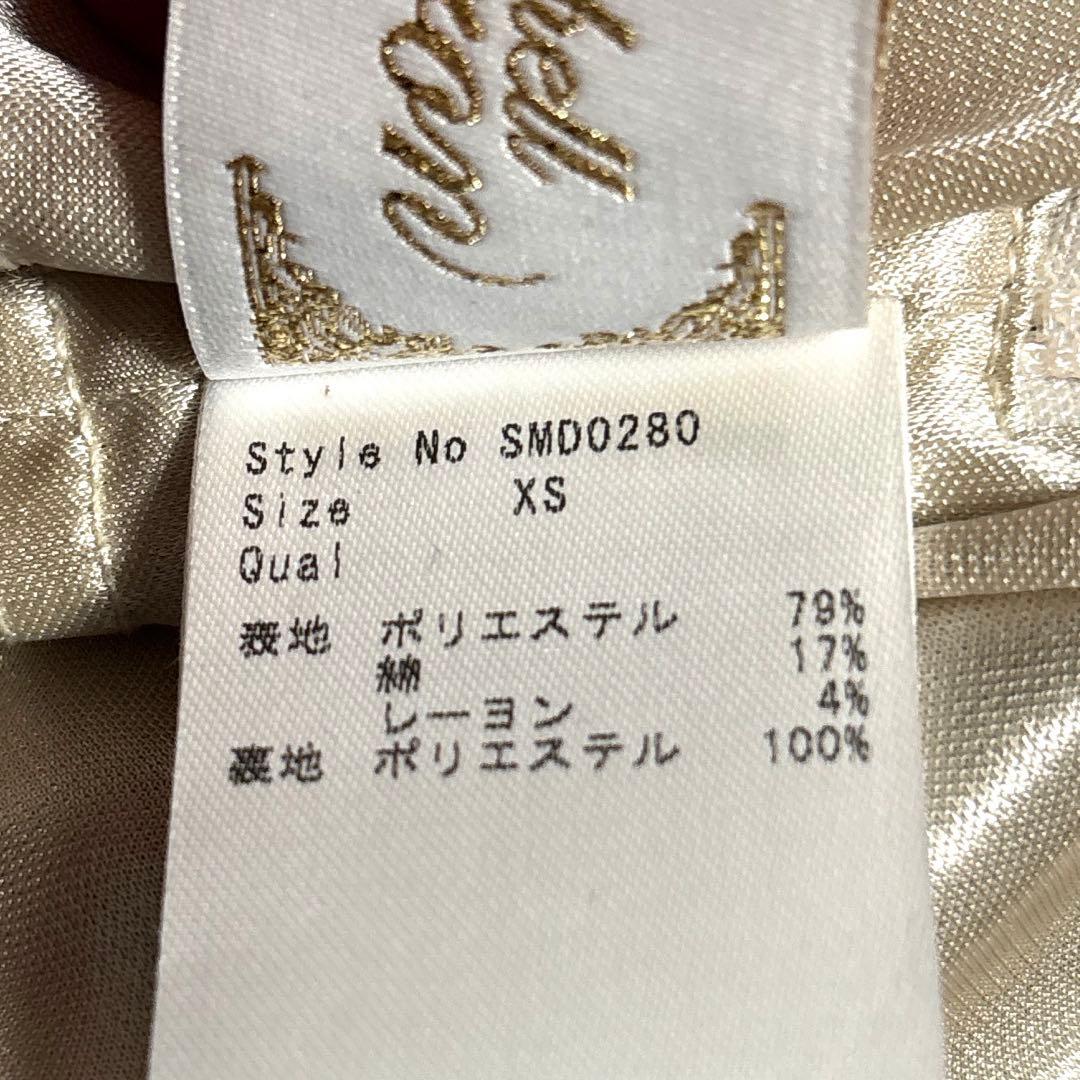 Style No SMD0280
Size XS
Qual
表地 ポリエステル 79%
綿 17%
レーヨン 4%
裏地 ポリエステル 100%